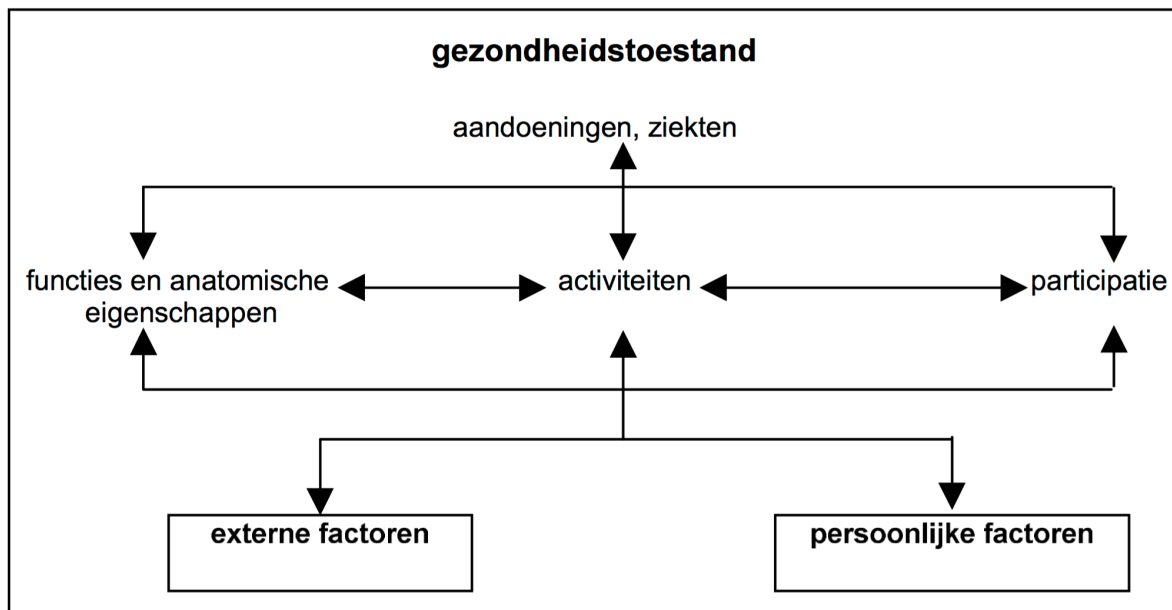 gezondheidstoestand
aandoeningen, ziekten
functies en anatomische
eigenschappen
activiteiten
participatie
externe factoren
persoonlijke factoren